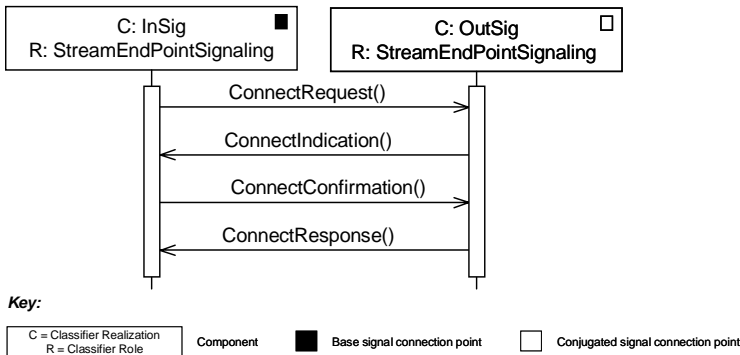 C: InSig
R: StreamEndPointSignaling
C: OutSig
R: StreamEndPointSignaling
ConnectRequest()
ConnectIndication()
ConnectConfirmation()
ConnectResponse()
Key:
C = Classifier Realization
R = Classifier Role
Component
Base signal connection point
Conjugated signal connection point